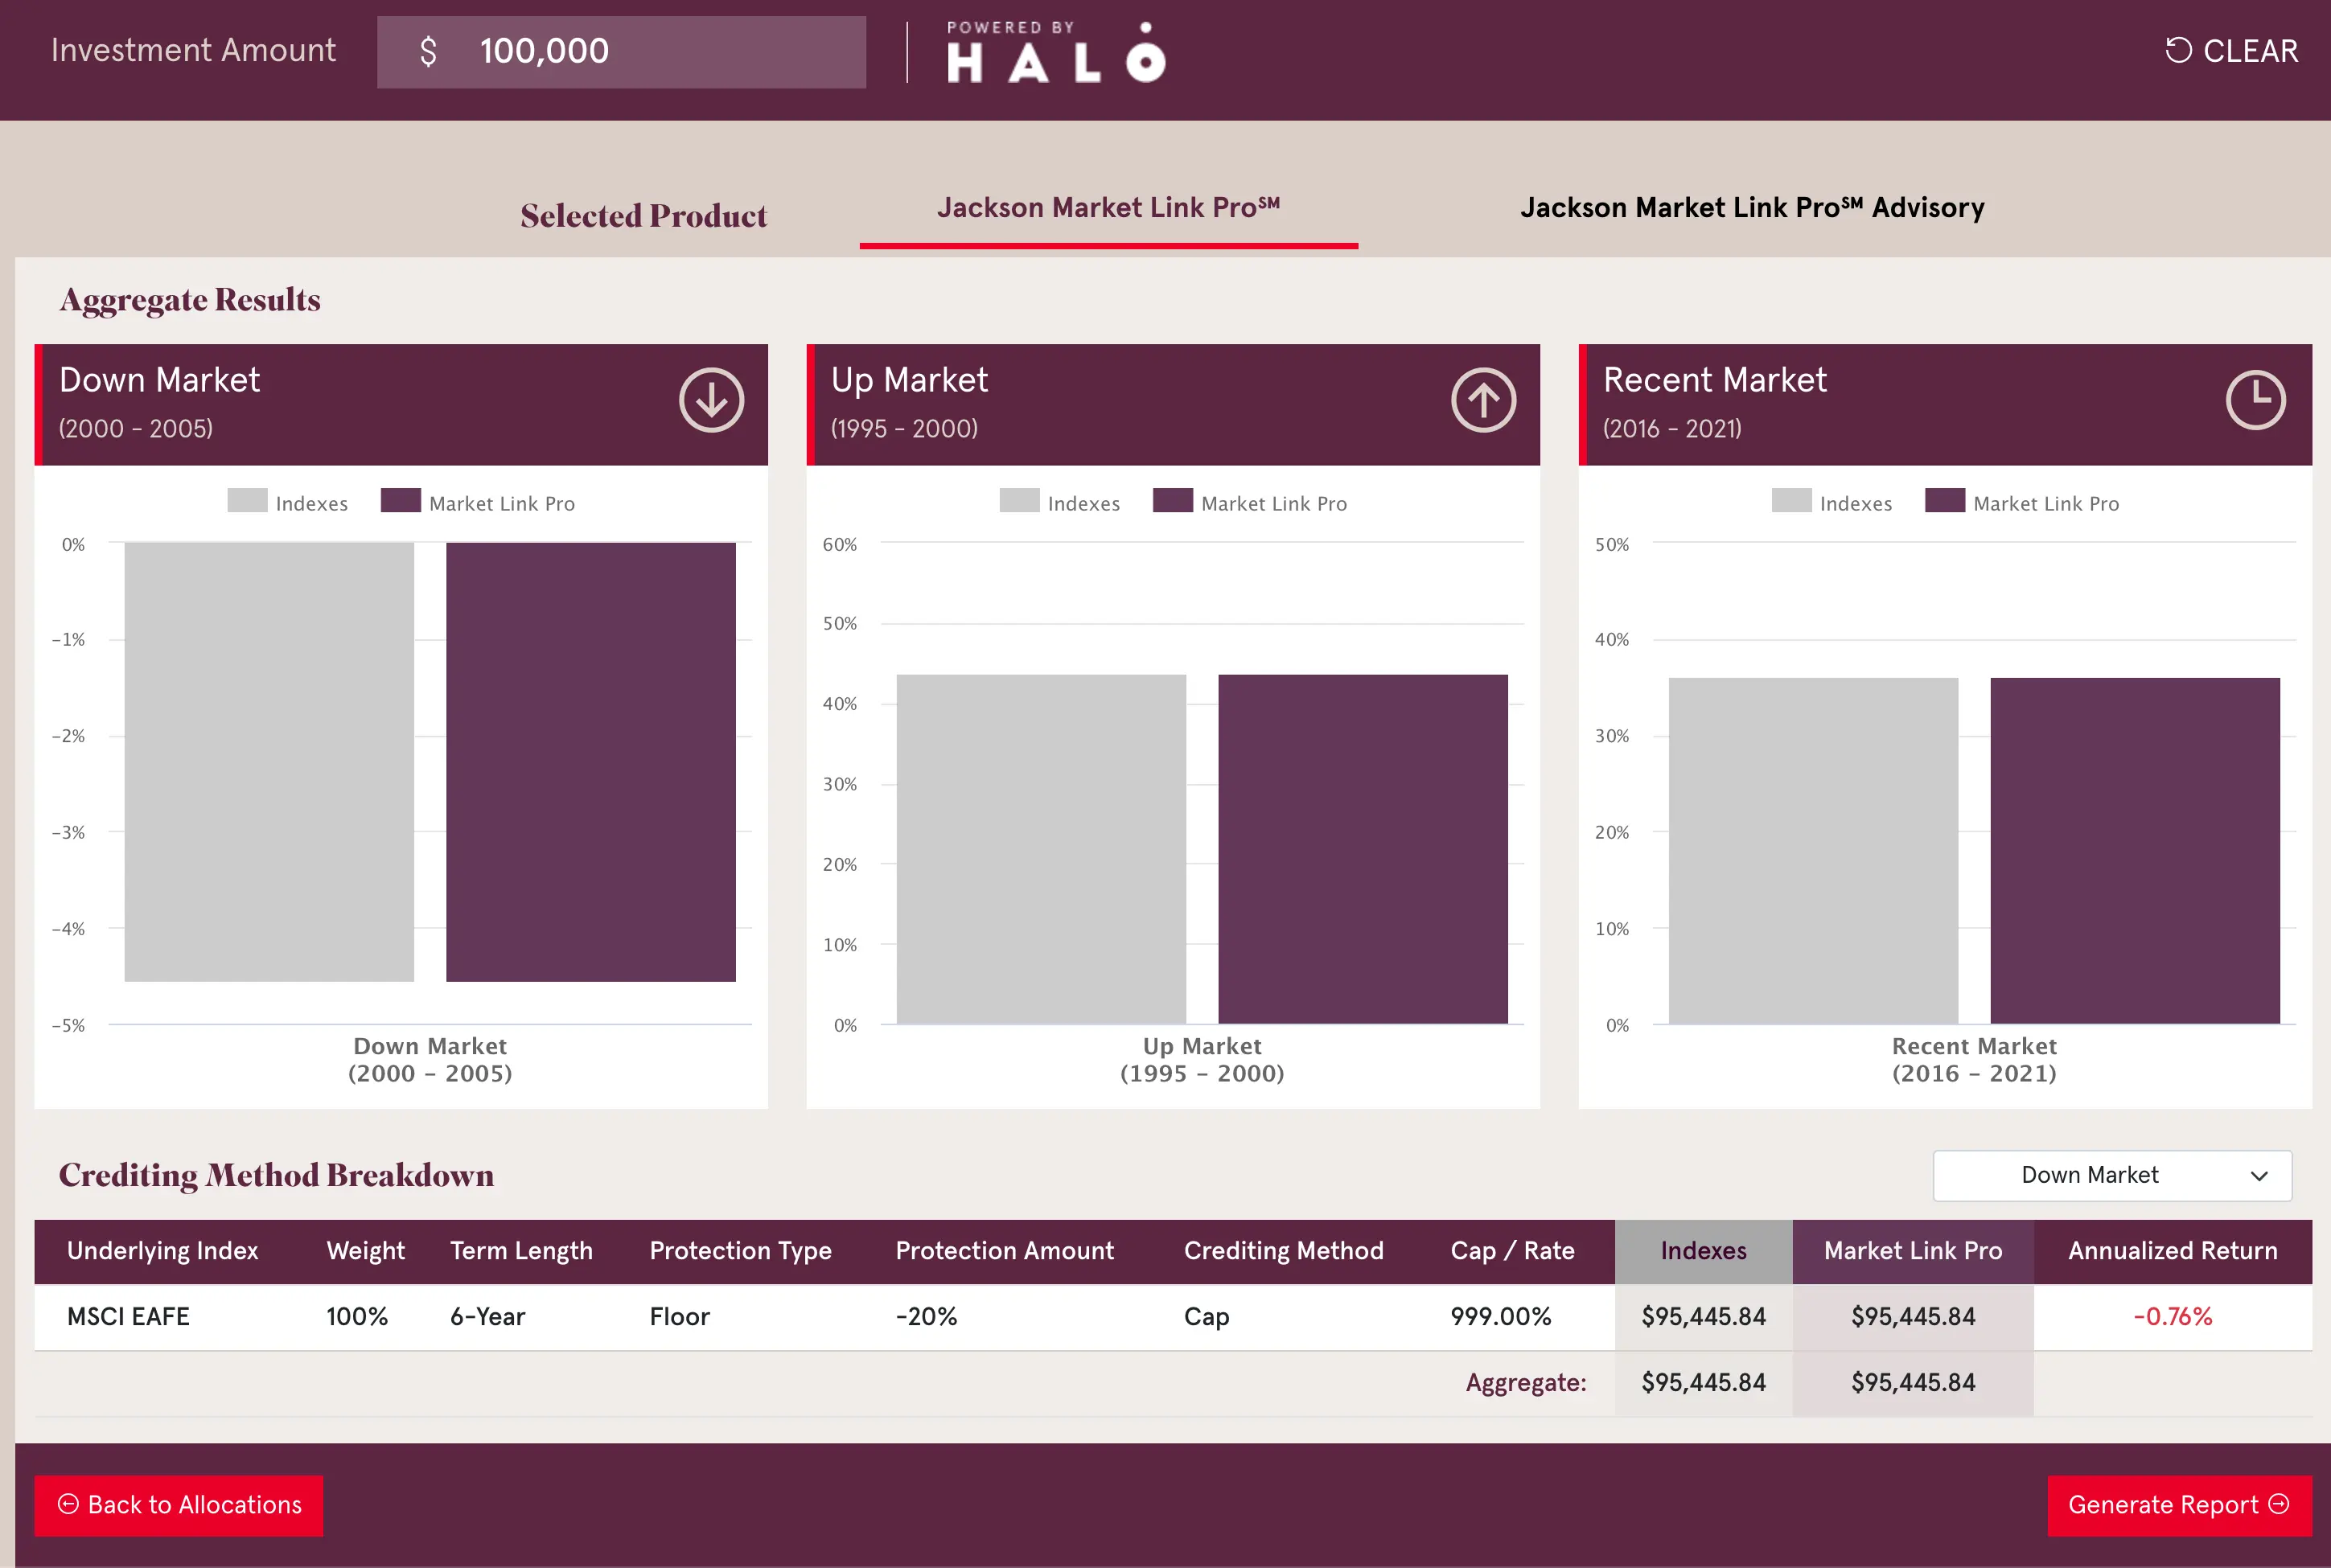 Investment Amount $ 100,000 POWERED BY HALO CLEAR
Selected Product Jackson Market Link Pro℠ Jackson Market Link Pro℠ Advisory
Aggregate Results
Down Market
(2000 - 2005)
Indexes Market Link Pro
0%
-1%
-2%
-3%
-4%
-5%
Down Market
(2000 - 2005)
Up Market
(1995 - 2000)
Indexes Market Link Pro
60%
50%
40%
30%
20%
10%
0%
Up Market
(1995 - 2000)
Recent Market
(2016 - 2021)
Indexes Market Link Pro
50%
40%
30%
20%
10%
0%
Recent Market
(2016 - 2021)
Crediting Method Breakdown Down Market
Underlying Index Weight Term Length Protection Type Protection Amount Crediting Method Cap / Rate Indexes Market Link Pro Annualized Return
MSCI EAFE 100% 6-Year Floor -20% Cap 999.00% $95,445.84 $95,445.84 -0.76%
Aggregate: $95,445.84 $95,445.84
Back to Allocations Generate Report